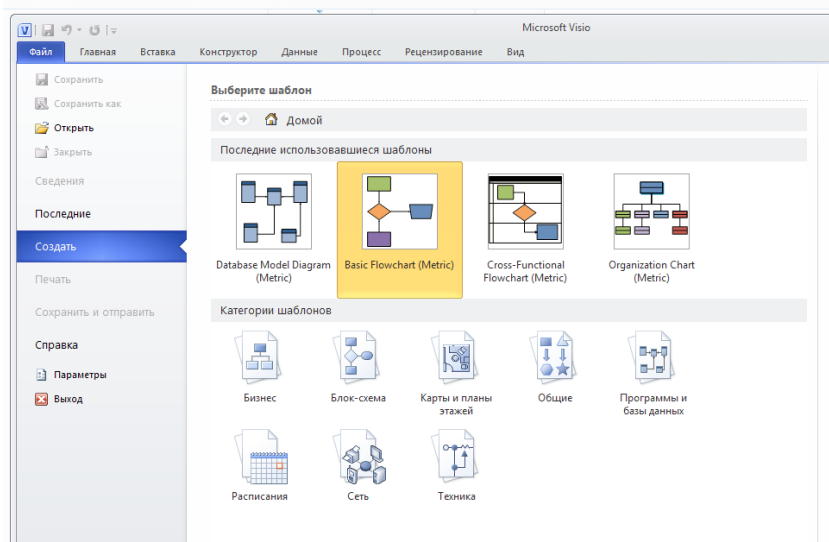 Microsoft Visio
Файл Главная Вставка Конструктор Данные Процесс Рецензирование Вид
Сохранить
Сохранить как
Открыть
Закрыть
Сведения
Последние
Создать
Печать
Сохранить и отправить
Справка
Параметры
Выход
Выберите шаблон
Домой
Последние использовавшиеся шаблоны
Database Model Diagram
(Metric)
Basic Flowchart (Metric)
Cross-Functional
Flowchart (Metric)
Organization Chart
(Metric)
Категории шаблонов
Бизнес
Блок-схема
Карты и планы
этажей
Общие
Программы и
базы данных
Расписания
Сеть
Техника